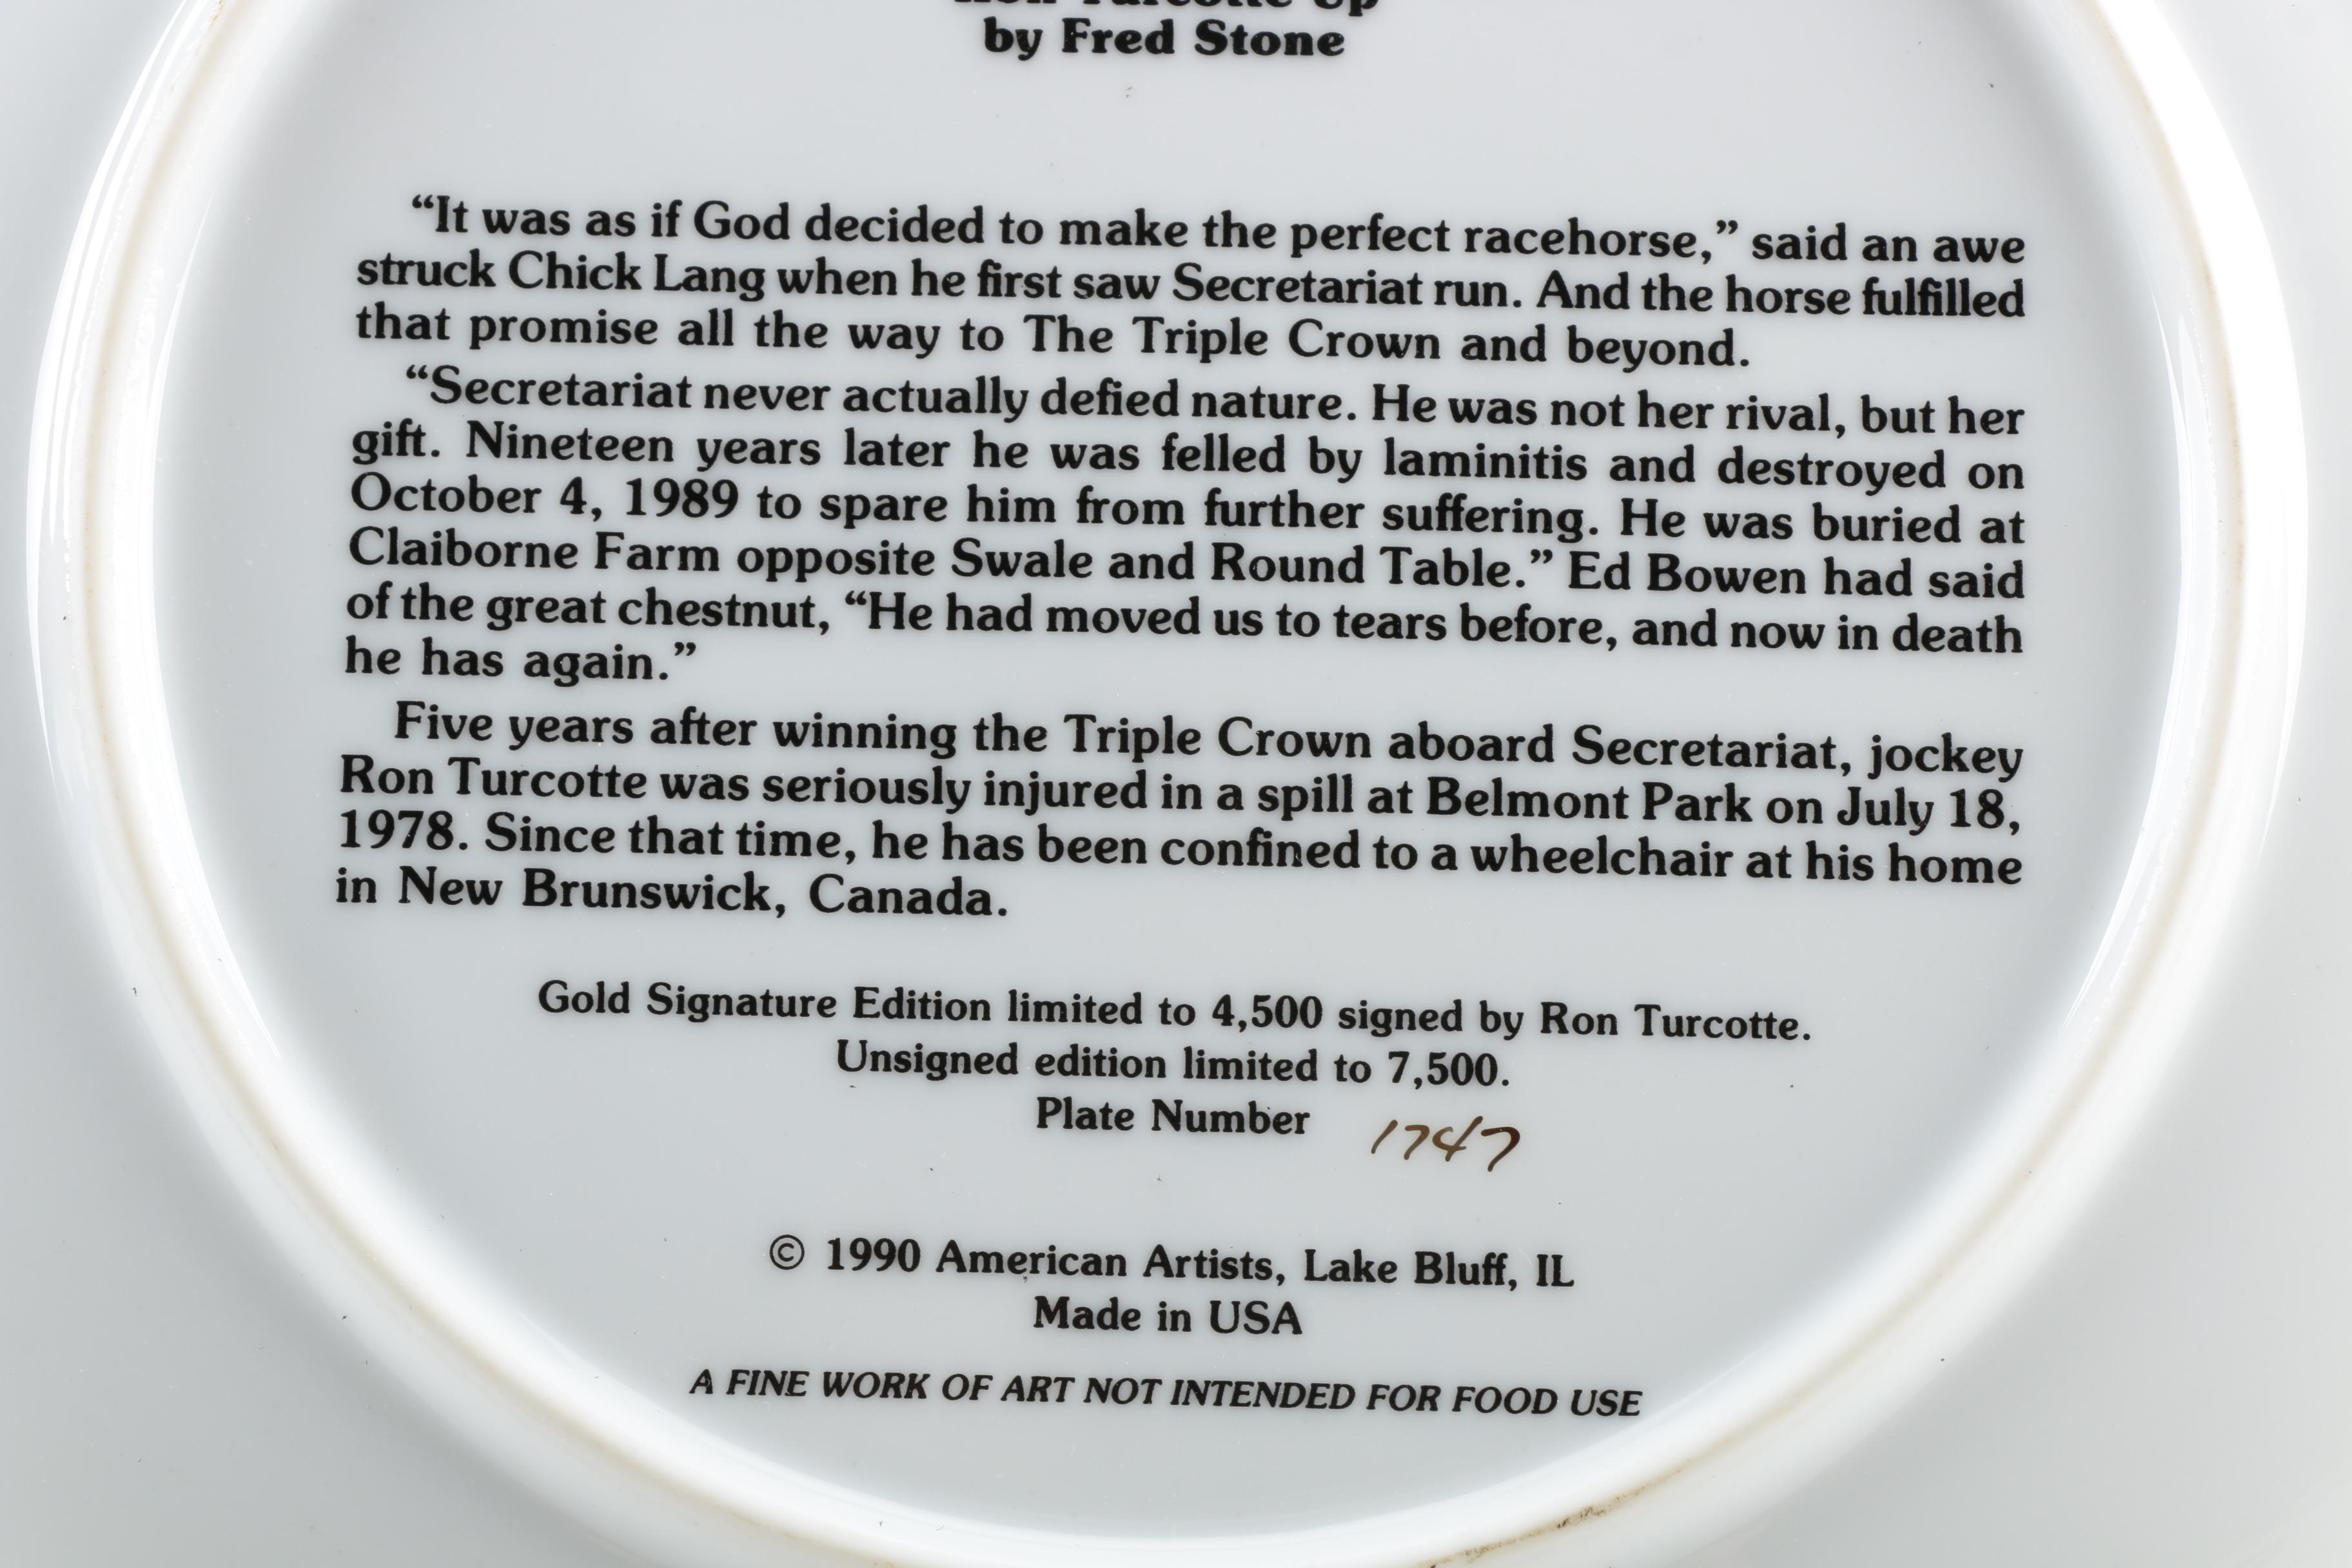 Ron Turcotte Up
by Fred Stone
“It was as if God decided to make the perfect racehorse,” said an awe
struck Chick Lang when he first saw Secretariat run. And the horse fulfilled
that promise all the way to The Triple Crown and beyond.
“Secretariat never actually defied nature. He was not her rival, but her
gift. Nineteen years later he was felled by laminitis and destroyed on
October 4, 1989 to spare him from further suffering. He was buried at
Claiborne Farm opposite Swale and Round Table.” Ed Bowen had said
of the great chestnut, “He had moved us to tears before, and now in death
he has again.”
Five years after winning the Triple Crown aboard Secretariat, jockey
Ron Turcotte was seriously injured in a spill at Belmont Park on July 18,
1978. Since that time, he has been confined to a wheelchair at his home
in New Brunswick, Canada.
Gold Signature Edition limited to 4,500 signed by Ron Turcotte.
Unsigned edition limited to 7,500.
Plate Number 1747
© 1990 American Artists, Lake Bluff, IL
Made in USA
A FINE WORK OF ART NOT INTENDED FOR FOOD USE